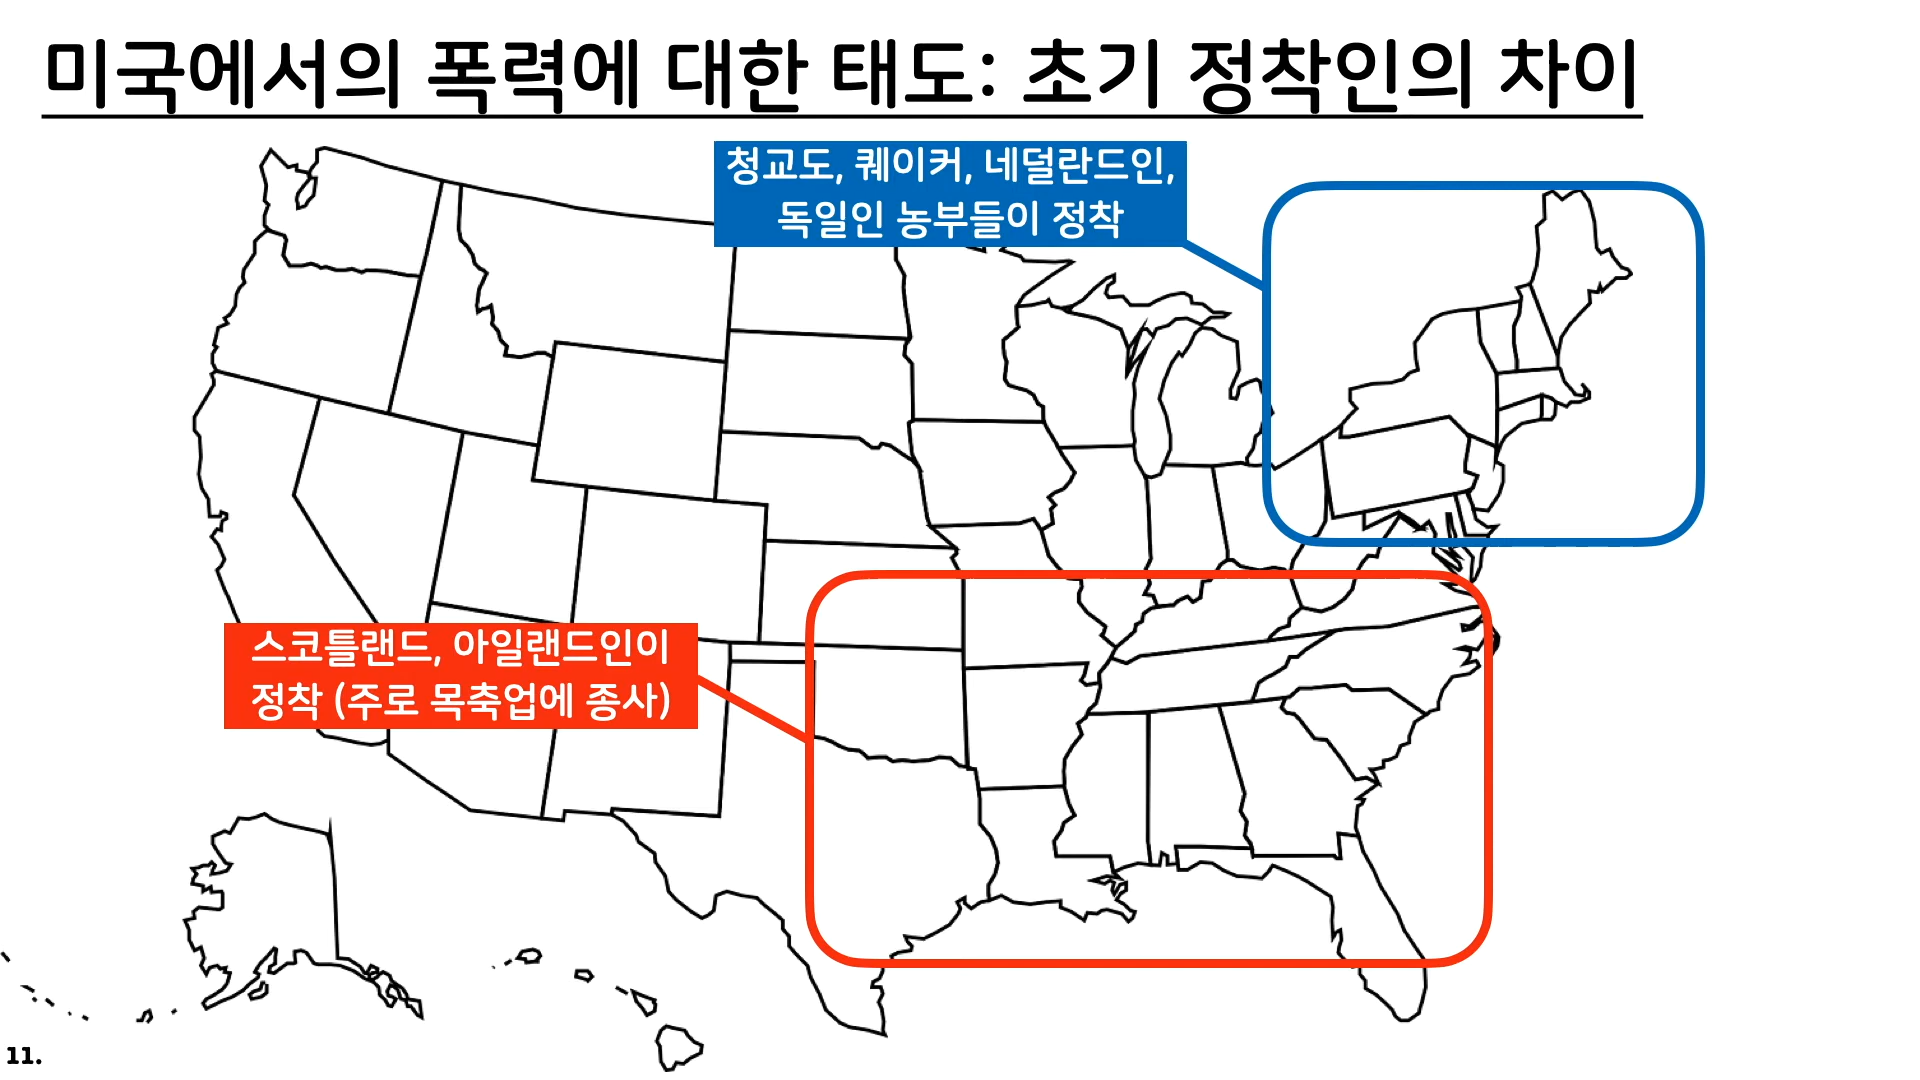 미국에서의 폭력에 대한 태도: 초기 정착인의 차이
청교도, 퀘이커, 네덜란드인,
독일인 농부들이 정착
스코틀랜드, 아일랜드인이
정착 (주로 목축업에 종사)
11.